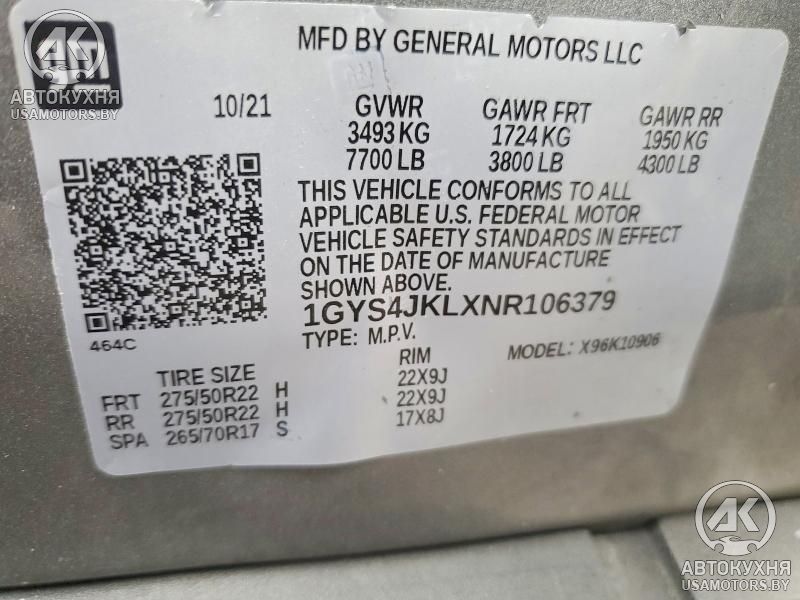 MFD BY GENERAL MOTORS LLC
10/21
GVWR GAWR FRT GAWR RR
3493 KG 1724 KG 1950 KG
7700 LB 3800 LB 4300 LB
THIS VEHICLE CONFORMS TO ALL
APPLICABLE U.S. FEDERAL MOTOR
VEHICLE SAFETY STANDARDS IN EFFECT
ON THE DATE OF MANUFACTURE
SHOWN ABOVE.
1GYS4JKLXNR106379
TYPE: M.P.V. MODEL: X96K10906
464C
TIRE SIZE RIM
FRT 275/50R22 H 22X9J
RR 275/50R22 H 22X9J
SPA 265/70R17 S 17X8J
gm
АК
АВТОКУХНЯ
USAMOTORS.BY
АК
АВТОКУХНЯ
USAMOTORS.BY